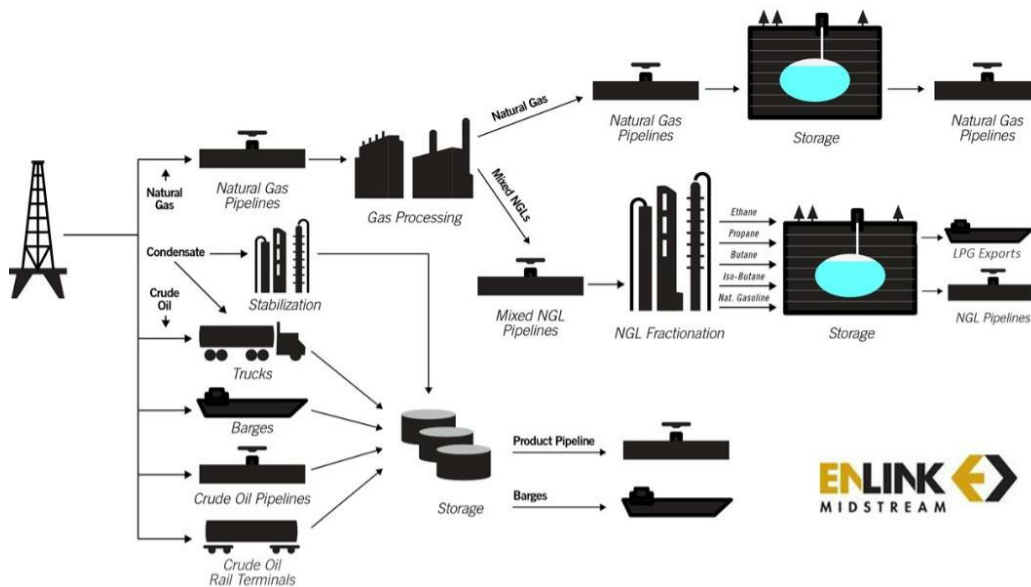 Natural Gas
Natural Gas
Pipelines
Storage
Natural Gas
Pipelines
Natural
Gas
Natural Gas
Pipelines
Gas Processing
Mixed NGLs
Condensate
Stabilization
Mixed NGL
Pipelines
NGL Fractionation
Ethane
Propane
Butane
Iso-Butane
Nat. Gasoline
Storage
LPG Exports
NGL Pipelines
Crude
Oil
Trucks
Barges
Crude Oil Pipelines
Crude Oil
Rail Terminals
Storage
Product Pipeline
Barges
ENLINK
MIDSTREAM